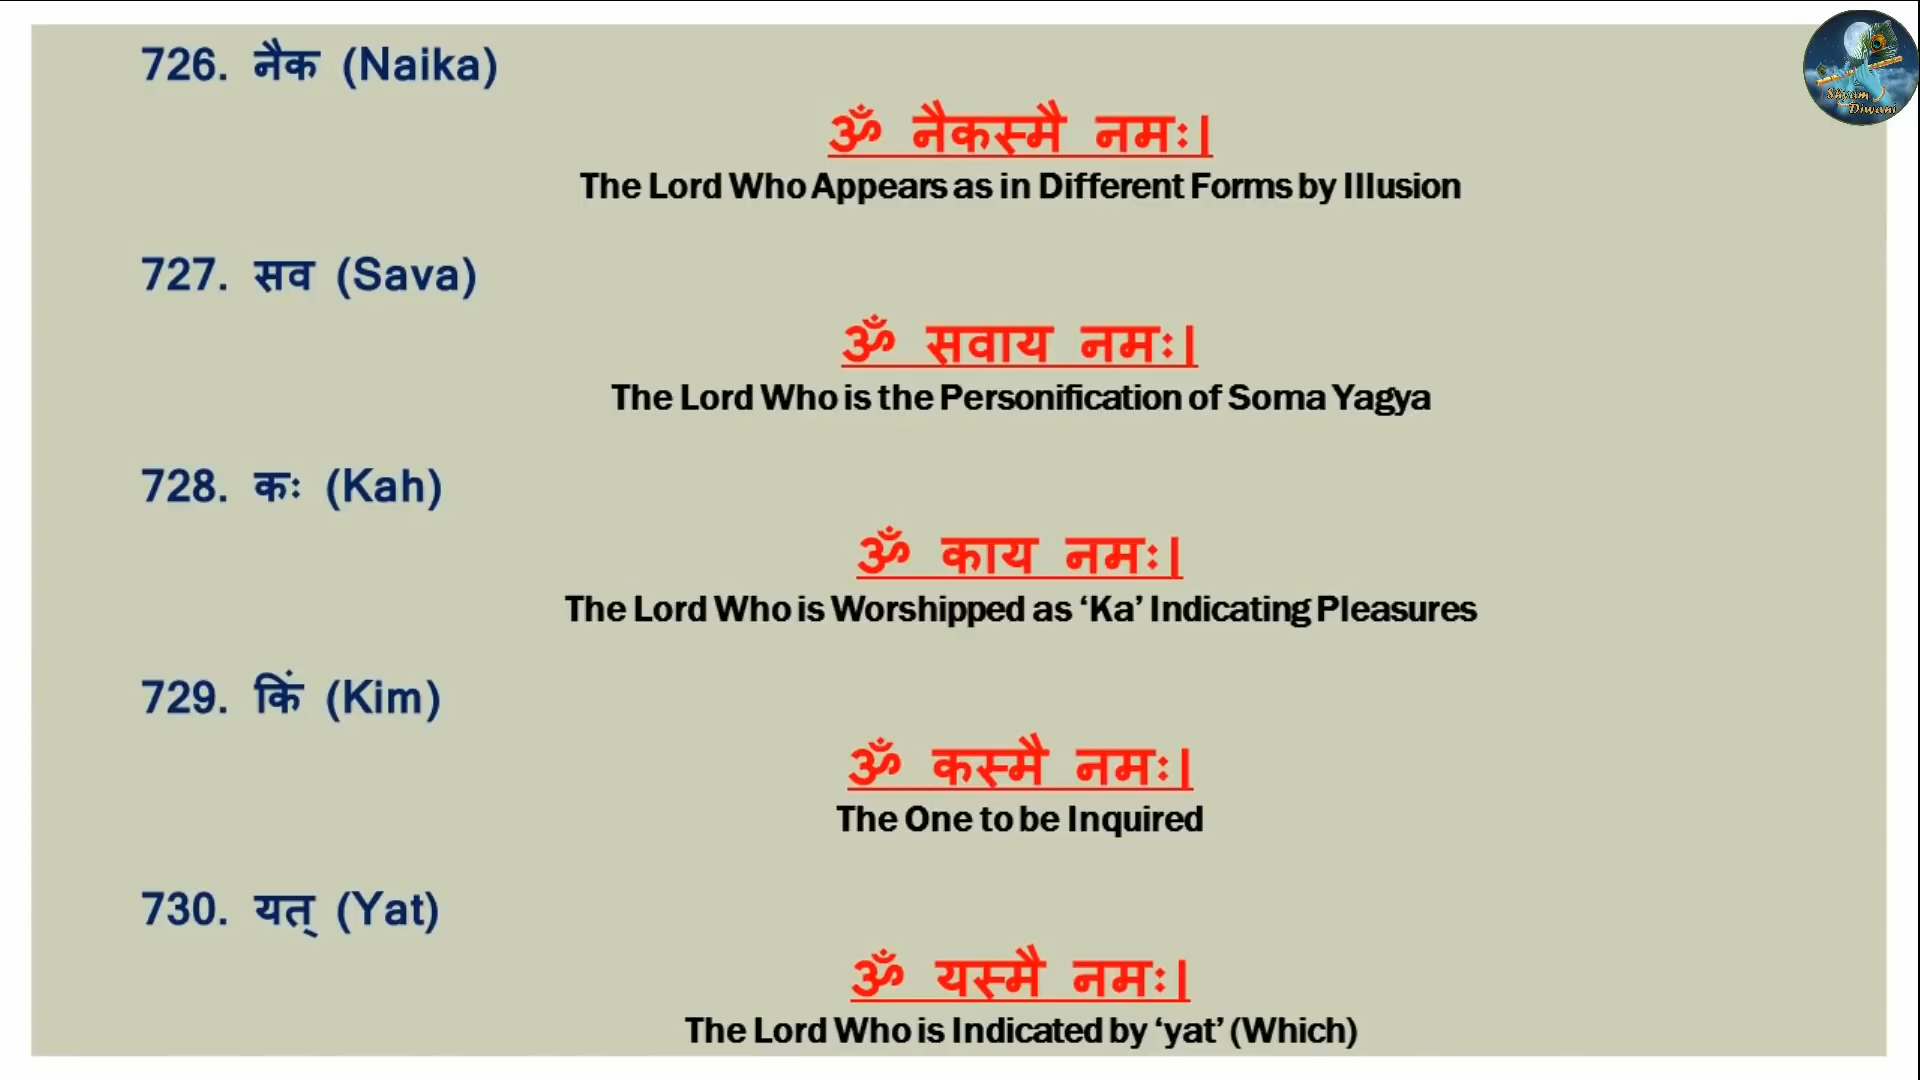 726. नैक (Naika)
ॐ नैकस्मै नमः|
The Lord Who Appears as in Different Forms by Illusion
727. सव (Sava)
ॐ सवाय नमः|
The Lord Who is the Personification of Soma Yagya
728. कः (Kah)
ॐ काय नमः|
The Lord Who is Worshipped as ‘Ka’ Indicating Pleasures
729. किं (Kim)
ॐ कस्मै नमः|
The One to be Inquired
730. यत् (Yat)
ॐ यस्मै नमः|
The Lord Who is Indicated by ‘yat’ (Which)
Shyam
Diwani